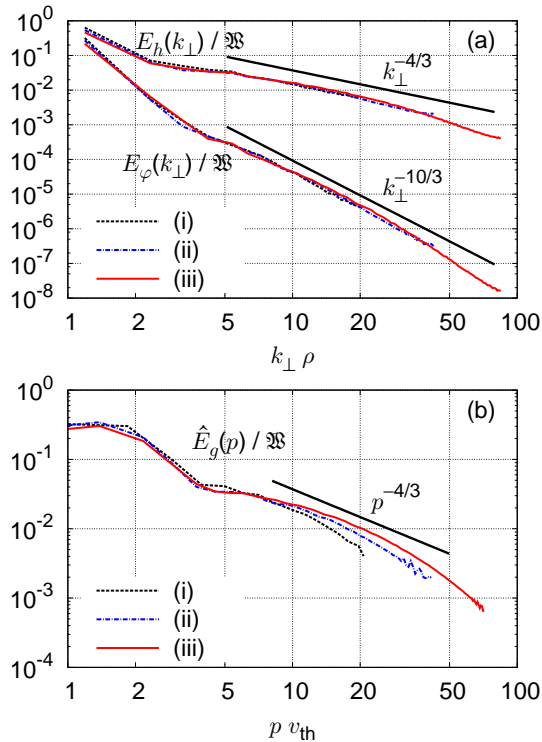 10^0
10^-1
10^-2
10^-3
10^-4
10^-5
10^-6
10^-7
10^-8
E_h(k_⊥) / 𝔚
(a)
k_⊥^{-4/3}
E_φ(k_⊥) / 𝔚
k_⊥^{-10/3}
(i)
(ii)
(iii)
1 2 5 10 20 50 100
k_⊥ ρ
10^0
10^-1
10^-2
10^-3
10^-4
(b)
Ê_g(p) / 𝔚
p^{-4/3}
(i)
(ii)
(iii)
1 2 5 10 20 50 100
p v_th